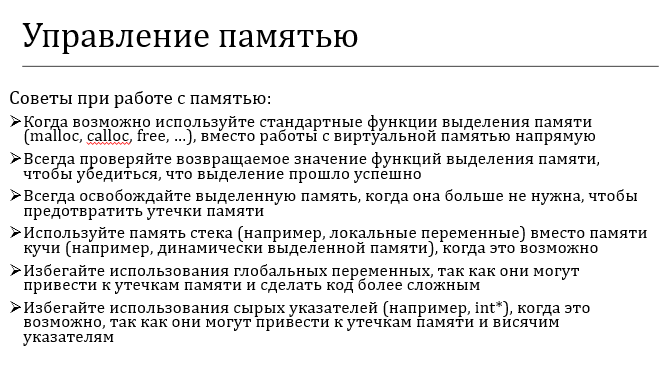 Управление памятью
Советы при работе с памятью:
➢Когда возможно используйте стандартные функции выделения памяти
(malloc, calloc, free, ...), вместо работы с виртуальной памятью напрямую
➢Всегда проверяйте возвращаемое значение функций выделения памяти,
чтобы убедиться, что выделение прошло успешно
➢Всегда освобождайте выделенную память, когда она больше не нужна, чтобы
предотвратить утечки памяти
➢Используйте память стека (например, локальные переменные) вместо памяти
кучи (например, динамически выделенной памяти), когда это возможно
➢Избегайте использования глобальных переменных, так как они могут
привести к утечкам памяти и сделать код более сложным
➢Избегайте использования сырых указателей (например, int*), когда это
возможно, так как они могут привести к утечкам памяти и висячим
указателям